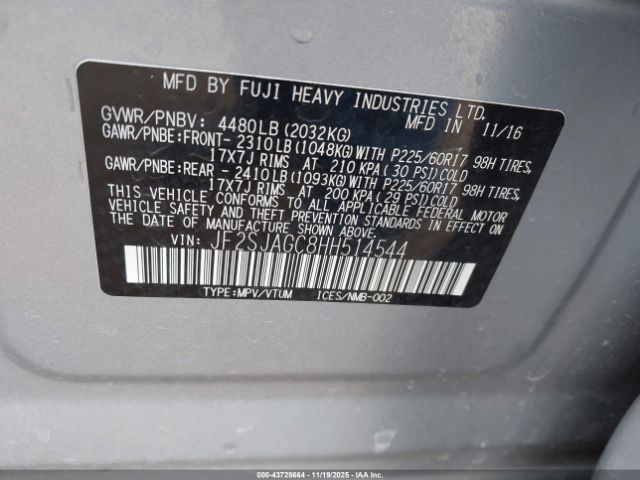 MFD BY FUJI HEAVY INDUSTRIES LTD.
GVWR/PNBV: 4480LB(2032KG) MFD IN 11/16
GAWR/PNBE:FRONT- 2310LB(1048KG)WITH P225/60R17 98H TIRES,
17X7J RIMS AT 210 KPA(30 PSI)COLD
GAWR/PNBE:REAR - 2410LB(1093KG)WITH P225/60R17 98H TIRES,
17X7J RIMS AT 200 KPA(29 PSI)COLD
THIS VEHICLE CONFORMS TO ALL APPLICABLE FEDERAL MOTOR
VEHICLE SAFETY AND THEFT PREVENTION STANDARDS IN EFFECT
ON THE DATE OF MANUFACTURE SHOWN ABOVE.
VIN: JF2SJAGC8HH514544
TYPE:MPV/VTUM ICES/NMB-002
000-43728664 - 11/19/2025 - IAAI.COM